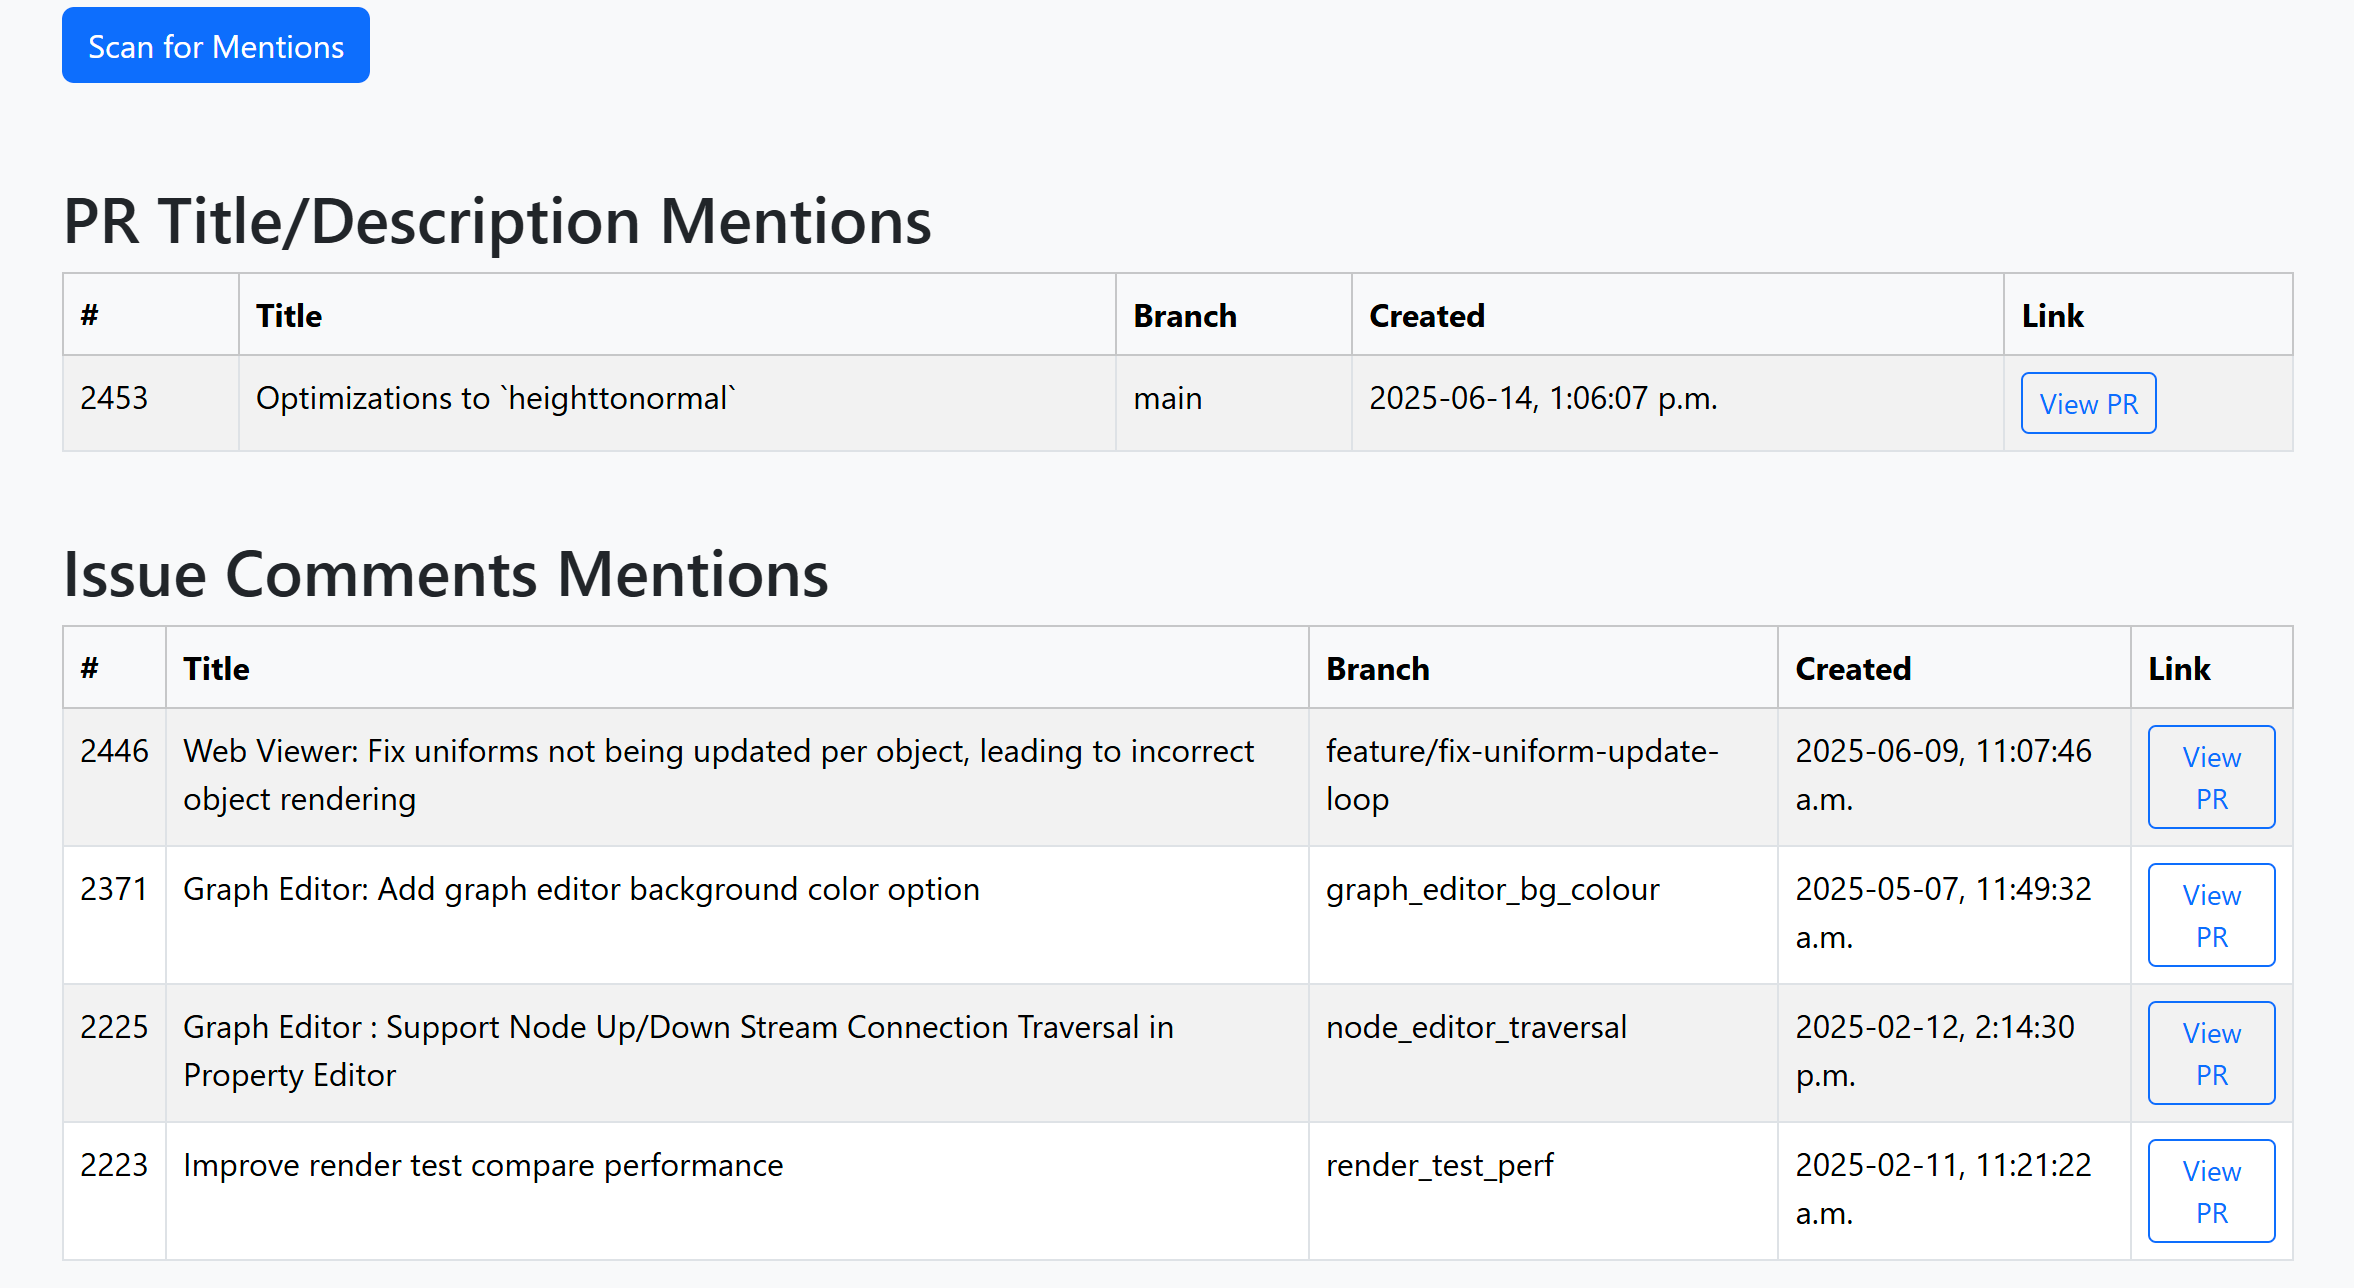 Scan for Mentions
PR Title/Description Mentions
# Title Branch Created Link
2453 Optimizations to `heighttonormal` main 2025-06-14, 1:06:07 p.m. View PR
Issue Comments Mentions
# Title Branch Created Link
2446 Web Viewer: Fix uniforms not being updated per object, leading to incorrect feature/fix-uniform-update- 2025-06-09, 11:07:46 View
object rendering loop a.m. PR
2371 Graph Editor: Add graph editor background color option graph_editor_bg_colour 2025-05-07, 11:49:32 View
a.m. PR
2225 Graph Editor : Support Node Up/Down Stream Connection Traversal in node_editor_traversal 2025-02-12, 2:14:30 View
Property Editor p.m. PR
2223 Improve render test compare performance render_test_perf 2025-02-11, 11:21:22 View
a.m. PR